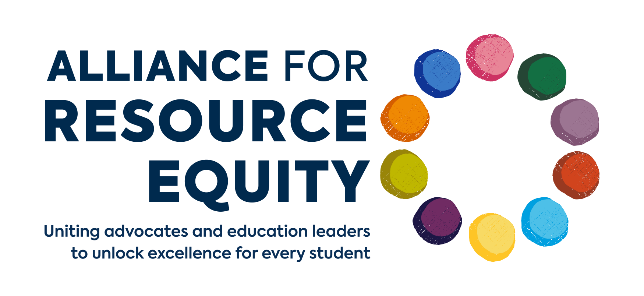 ALLIANCE FOR
RESOURCE
EQUITY
Uniting advocates and education leaders
to unlock excellence for every student